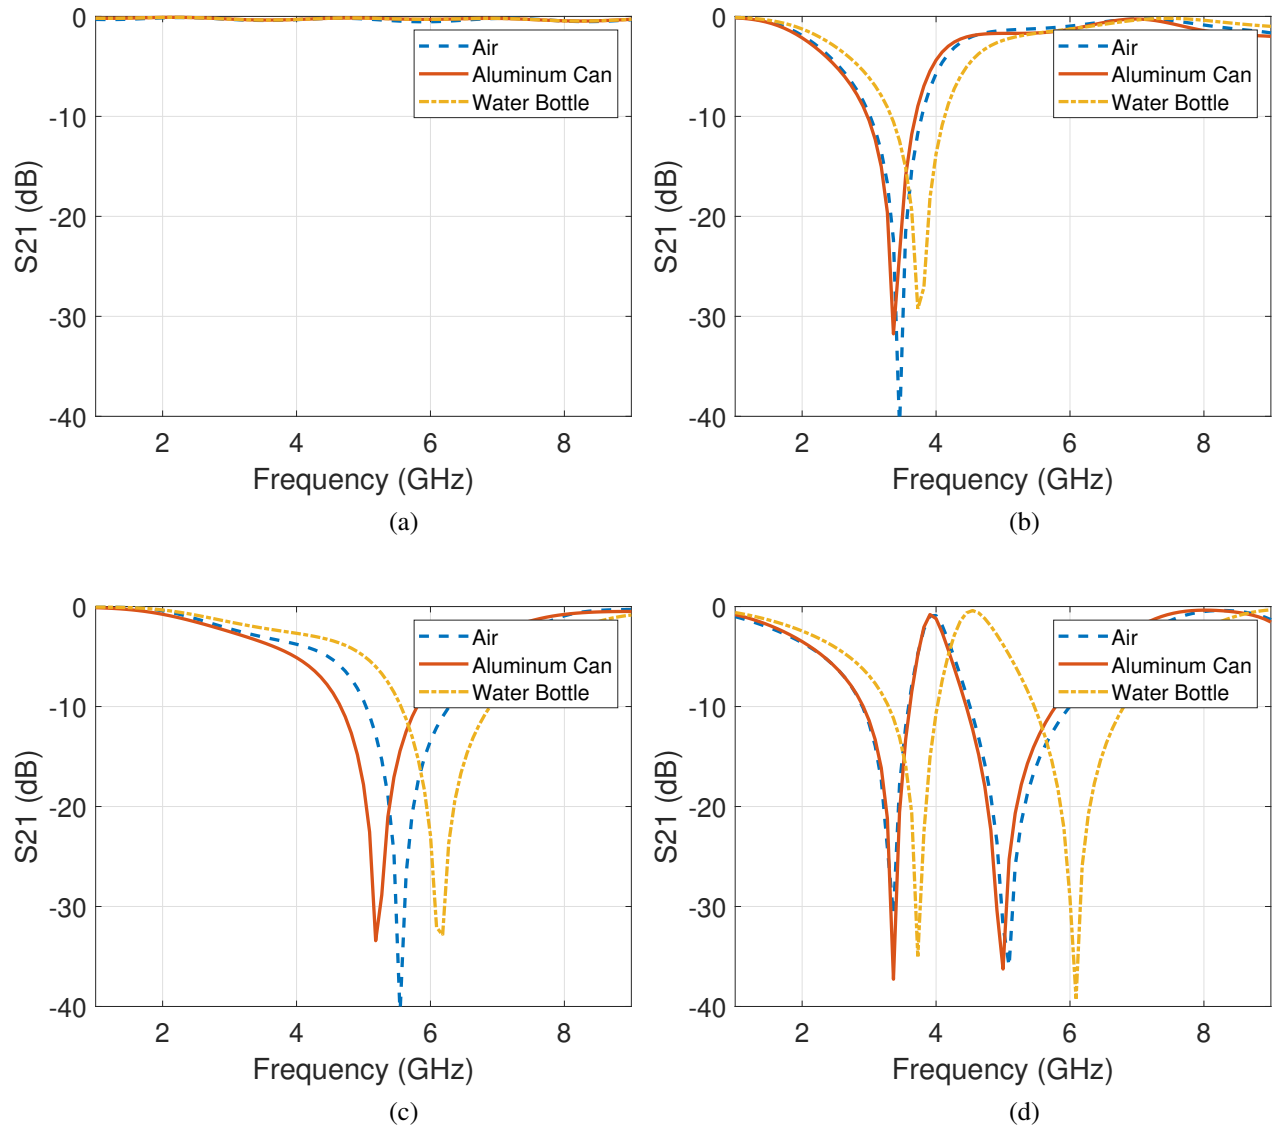 0
-10
-20
-30
-40
S21 (dB)
2 4 6 8
Frequency (GHz)
Air
Aluminum Can
Water Bottle
(a)
0
-10
-20
-30
-40
S21 (dB)
2 4 6 8
Frequency (GHz)
Air
Aluminum Can
Water Bottle
(b)
0
-10
-20
-30
-40
S21 (dB)
2 4 6 8
Frequency (GHz)
Air
Aluminum Can
Water Bottle
(c)
0
-10
-20
-30
-40
S21 (dB)
2 4 6 8
Frequency (GHz)
Air
Aluminum Can
Water Bottle
(d)